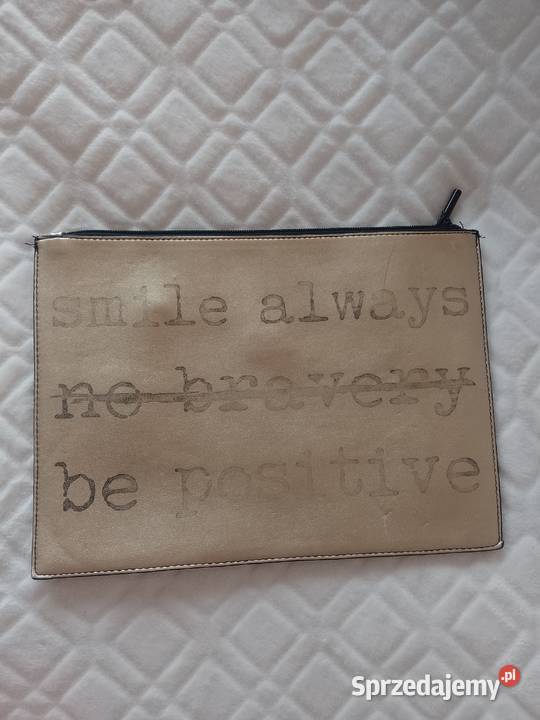 smile always
~~no bravery~~
be positive
Sprzedajemy.pl